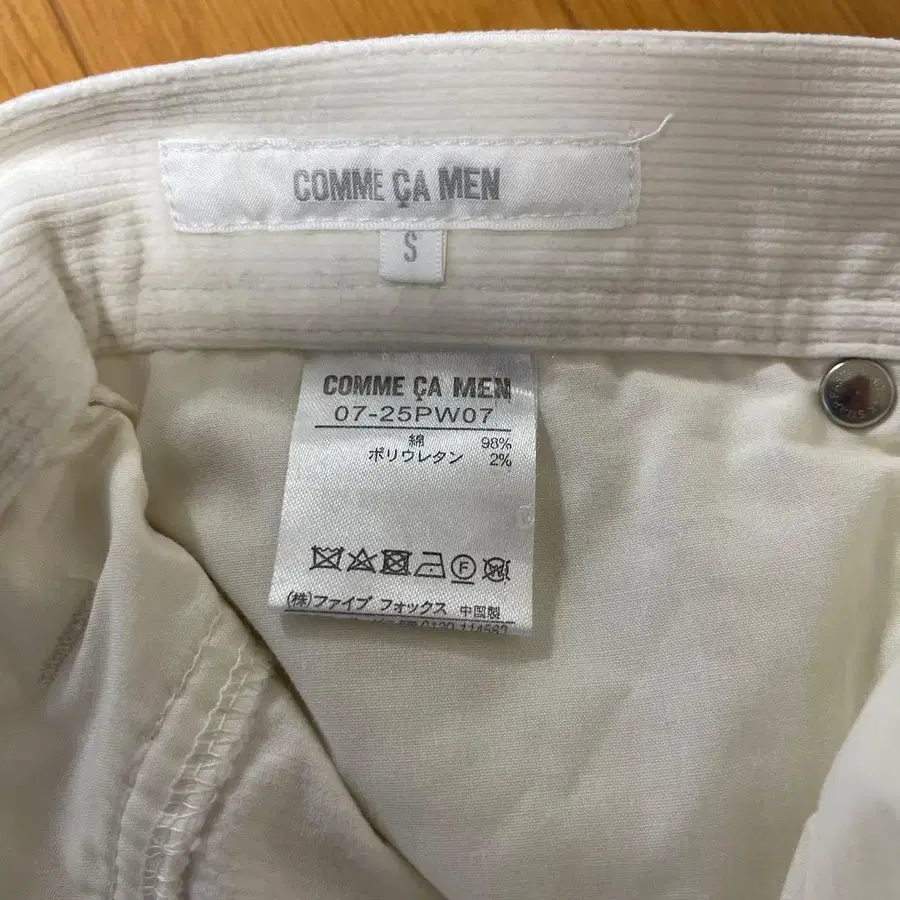 COMME ÇA MEN
S
COMME ÇA MEN
07-25PW07
綿 98%
ポリウレタン 2%
F
W
(株)ファイブ フォックス 中国製